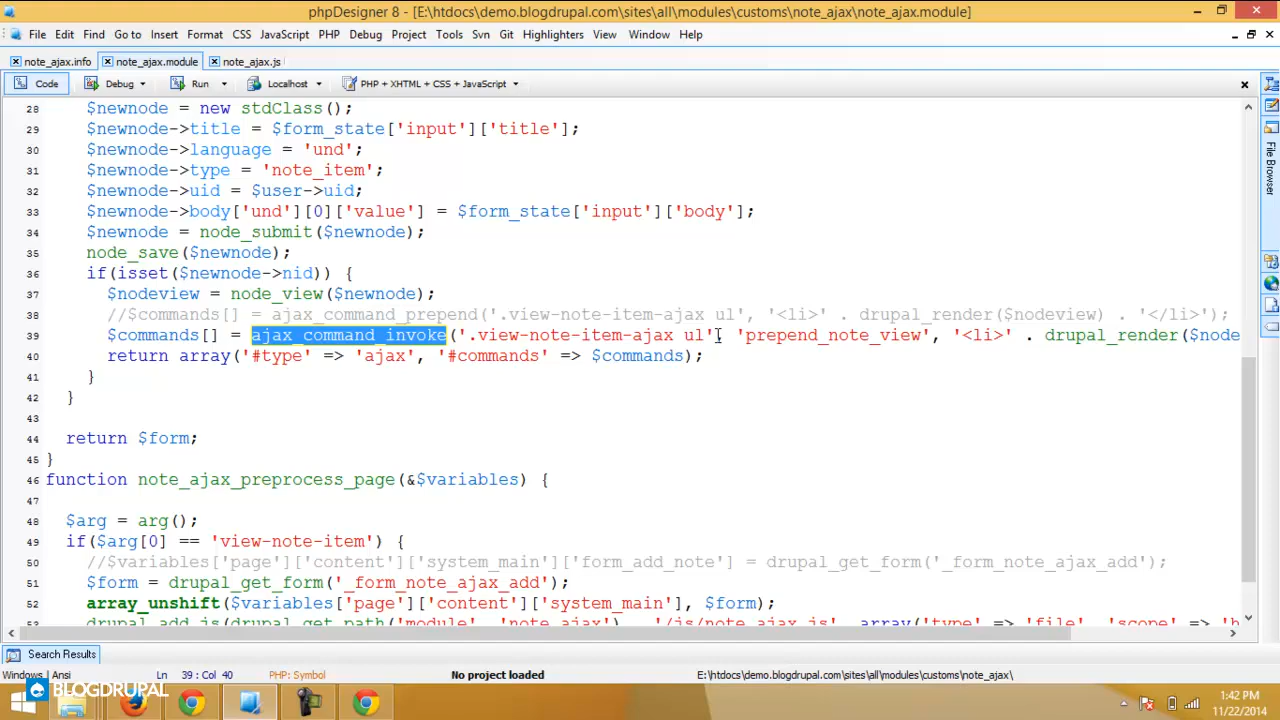 phpDesigner 8 - [E:\htdocs\demo.blogdrupal.com\sites\all\modules\customs\note_ajax\note_ajax.module]
File Edit Go to Insert Format CSS JavaScript PHP Debug Project Tools Svn Git Highlighters View Window Help
note_ajax.info note_ajax.module note_ajax.js
Code Debug Run Localhost PHP + XHTML + CSS + JavaScript
28 $newnode = new stdClass();
29 $newnode->title = $form_state['input']['title'];
30 $newnode->language = 'und';
31 $newnode->type = 'note_item';
32 $newnode->uid = $user->uid;
33 $newnode->body['und'][0]['value'] = $form_state['input']['body'];
34 $newnode = node_submit($newnode);
35 node_save($newnode);
36 if(isset($newnode->nid)) {
37 $nodeview = node_view($newnode);
38 //$commands[] = ajax_command_prepend('.view-note-item-ajax ul', '<li>' . drupal_render($nodeview) . '</li>');
39 $commands[] = ajax_command_invoke('.view-note-item-ajax ul', 'prepend_note_view', '<li>' . drupal_render($node
40 return array('#type' => 'ajax', '#commands' => $commands);
41 }
42 }
43
44 return $form;
45 }
46 function note_ajax_preprocess_page(&$variables) {
47
48 $arg = arg();
49 if($arg[0] == 'view-note-item') {
50 //$variables['page']['content']['system_main']['form_add_note'] = drupal_get_form('_form_note_ajax_add');
51 $form = drupal_get_form('_form_note_ajax_add');
52 array_unshift($variables['page']['content']['system_main'], $form);
53 drupal_add_js(drupal_get_path('module', 'note_ajax') . '/js/note_ajax.js', array('type' => 'file', 'scope' => 'h
File Browser
Search Results
Windows | Ansi Ln 39 : Col 40 PHP: Symbol No project loaded E:\htdocs\demo.blogdrupal.com\sites\all\modules\customs\note_ajax\
BLOGDRUPAL
1:42 PM
11/22/2014